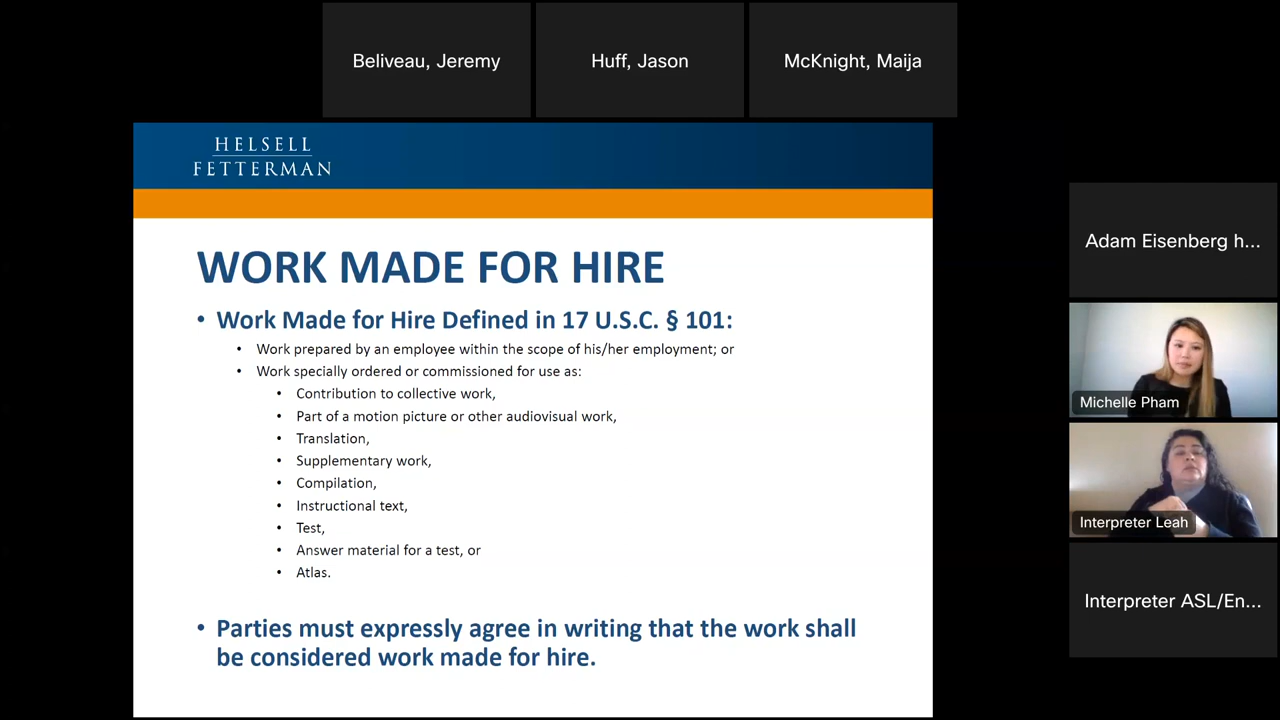 Beliveau, Jeremy
Huff, Jason
McKnight, Maija
HELSELL
FETTERMAN
WORK MADE FOR HIRE
• Work Made for Hire Defined in 17 U.S.C. § 101:
• Work prepared by an employee within the scope of his/her employment; or
• Work specially ordered or commissioned for use as:
• Contribution to collective work,
• Part of a motion picture or other audiovisual work,
• Translation,
• Supplementary work,
• Compilation,
• Instructional text,
• Test,
• Answer material for a test, or
• Atlas.
• Parties must expressly agree in writing that the work shall
be considered work made for hire.
Adam Eisenberg h...
Michelle Pham
Interpreter Leah
Interpreter ASL/En...